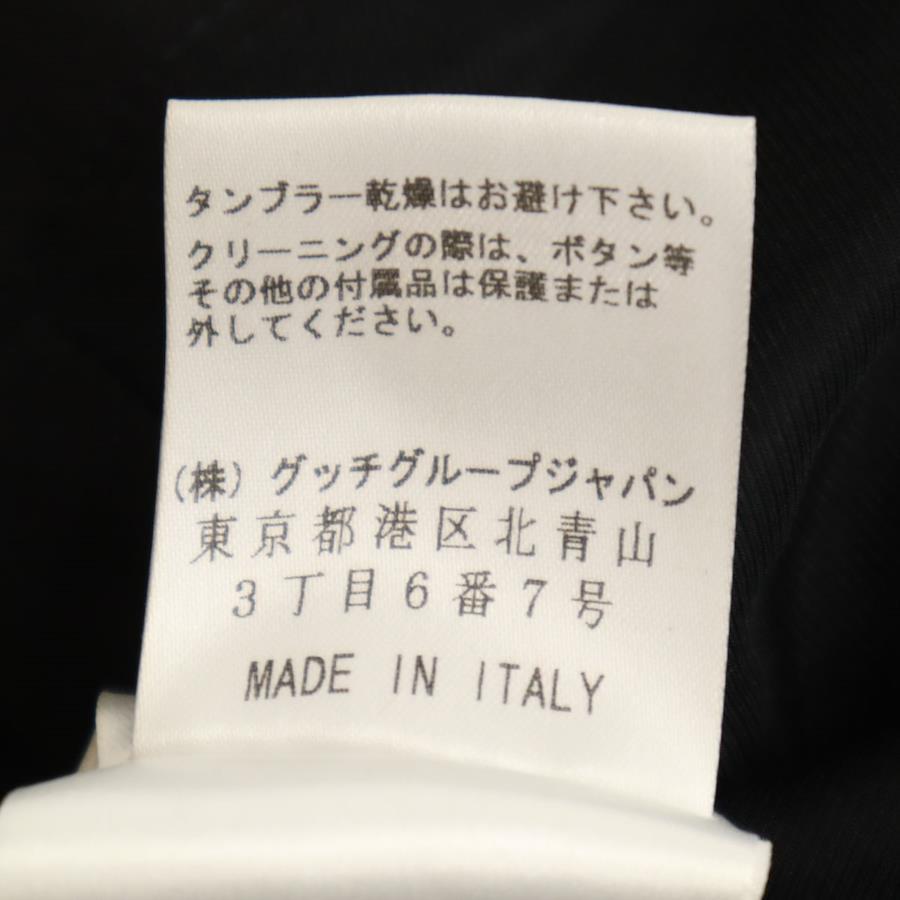 タンブラー乾燥はお避け下さい。
クリーニングの際は、ボタン等
その他の付属品は保護または
外してください。
(株)グッチグループジャパン
東京都港区北青山
3丁目6番7号
MADE IN ITALY